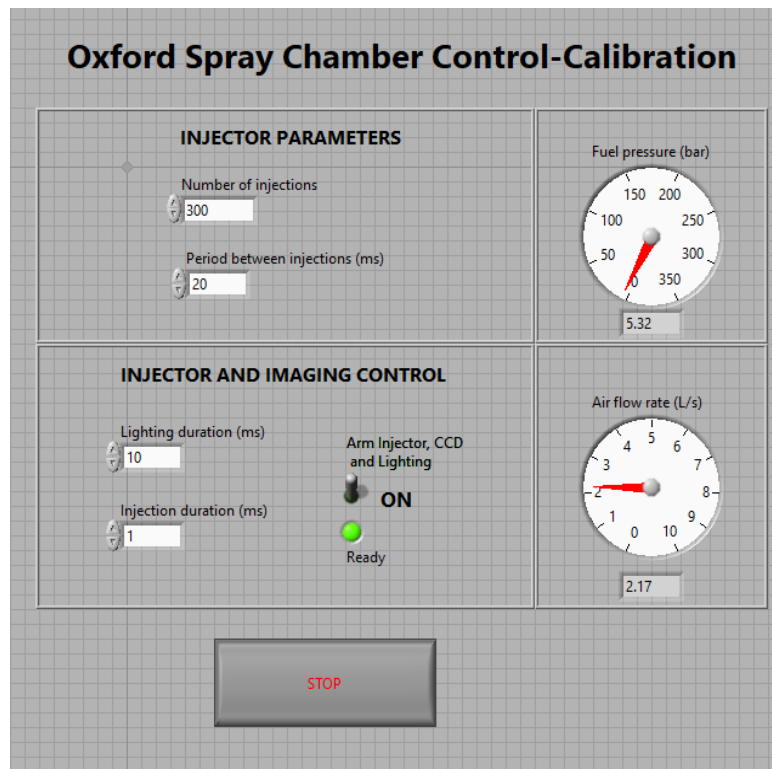 Oxford Spray Chamber Control-Calibration
INJECTOR PARAMETERS
Number of injections
300
Period between injections (ms)
20
Fuel pressure (bar)
0
50
100
150
200
250
300
350
5.32
INJECTOR AND IMAGING CONTROL
Lighting duration (ms)
10
Injection duration (ms)
1
Arm Injector, CCD
and Lighting
ON
Ready
Air flow rate (L/s)
0
1
2
3
4
5
6
7
8
9
10
2.17
STOP